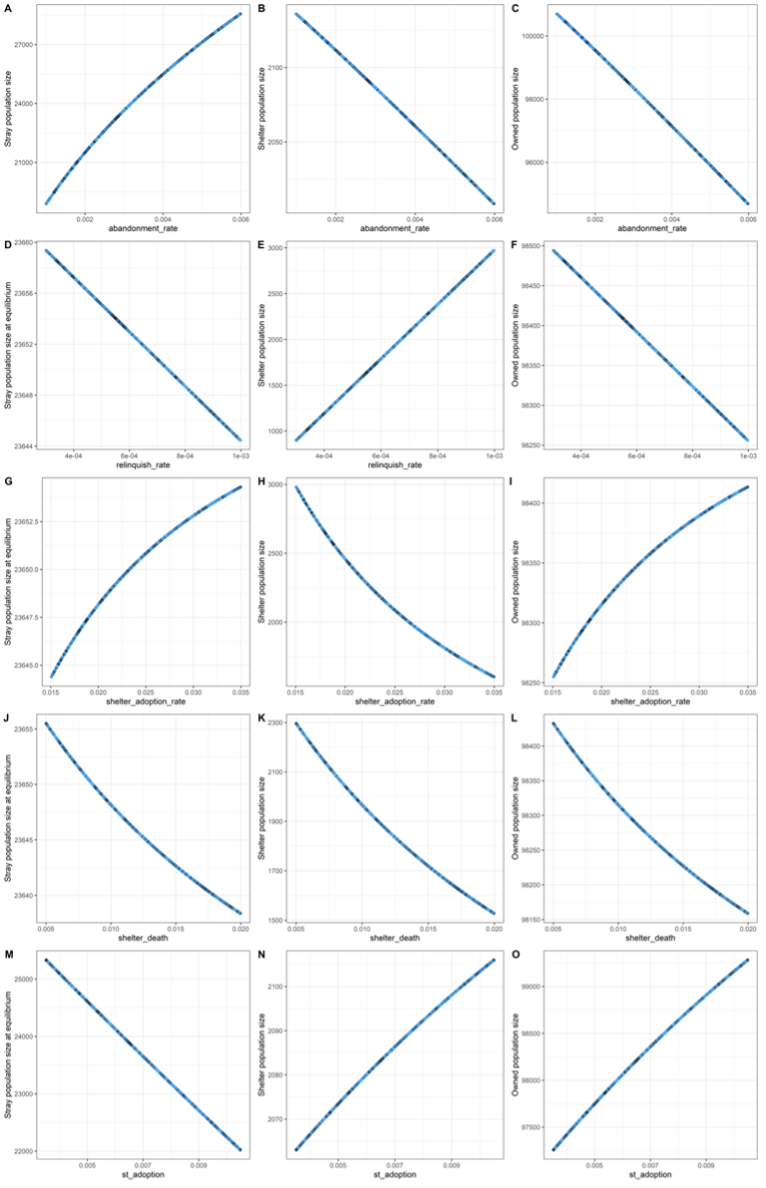 A
Stray population size
27000
24000
21000
0.002
0.004
0.006
abandonment_rate
B
Shelter population size
2100
2050
0.002
0.004
0.006
abandonment_rate
C
Owned population size
100000
98000
96000
0.002
0.004
0.006
abandonment_rate
D
Stray population size at equilibrium
23660
23656
23652
23648
23644
4e−04
6e−04
8e−04
1e−03
relinquish_rate
E
Shelter population size
3000
2500
2000
1500
1000
4e−04
6e−04
8e−04
1e−03
relinquish_rate
F
Owned population size
98500
98450
98400
98350
98300
98250
4e−04
6e−04
8e−04
1e−03
relinquish_rate
G
Stray population size at equilibrium
23652.5
23650.0
23647.5
23645.0
0.015
0.020
0.025
0.030
0.035
shelter_adoption_rate
H
Shelter population size
3000
2500
2000
0.015
0.020
0.025
0.030
0.035
shelter_adoption_rate
I
Owned population size
98400
98350
98300
98250
0.015
0.020
0.025
0.030
0.035
shelter_adoption_rate
J
Stray population size at equilibrium
23655
23650
23645
23640
0.005
0.010
0.015
0.020
shelter_death
K
Shelter population size
2300
2100
1900
1700
1500
0.005
0.010
0.015
0.020
shelter_death
L
Owned population size
98400
98350
98300
98250
98200
98150
0.005
0.010
0.015
0.020
shelter_death
M
Stray population size at equilibrium
25000
24000
23000
22000
0.005
0.007
0.009
st_adoption
N
Shelter population size
2100
2090
2080
2070
0.005
0.007
0.009
st_adoption
O
Owned population size
99000
98500
98000
97500
0.005
0.007
0.009
st_adoption